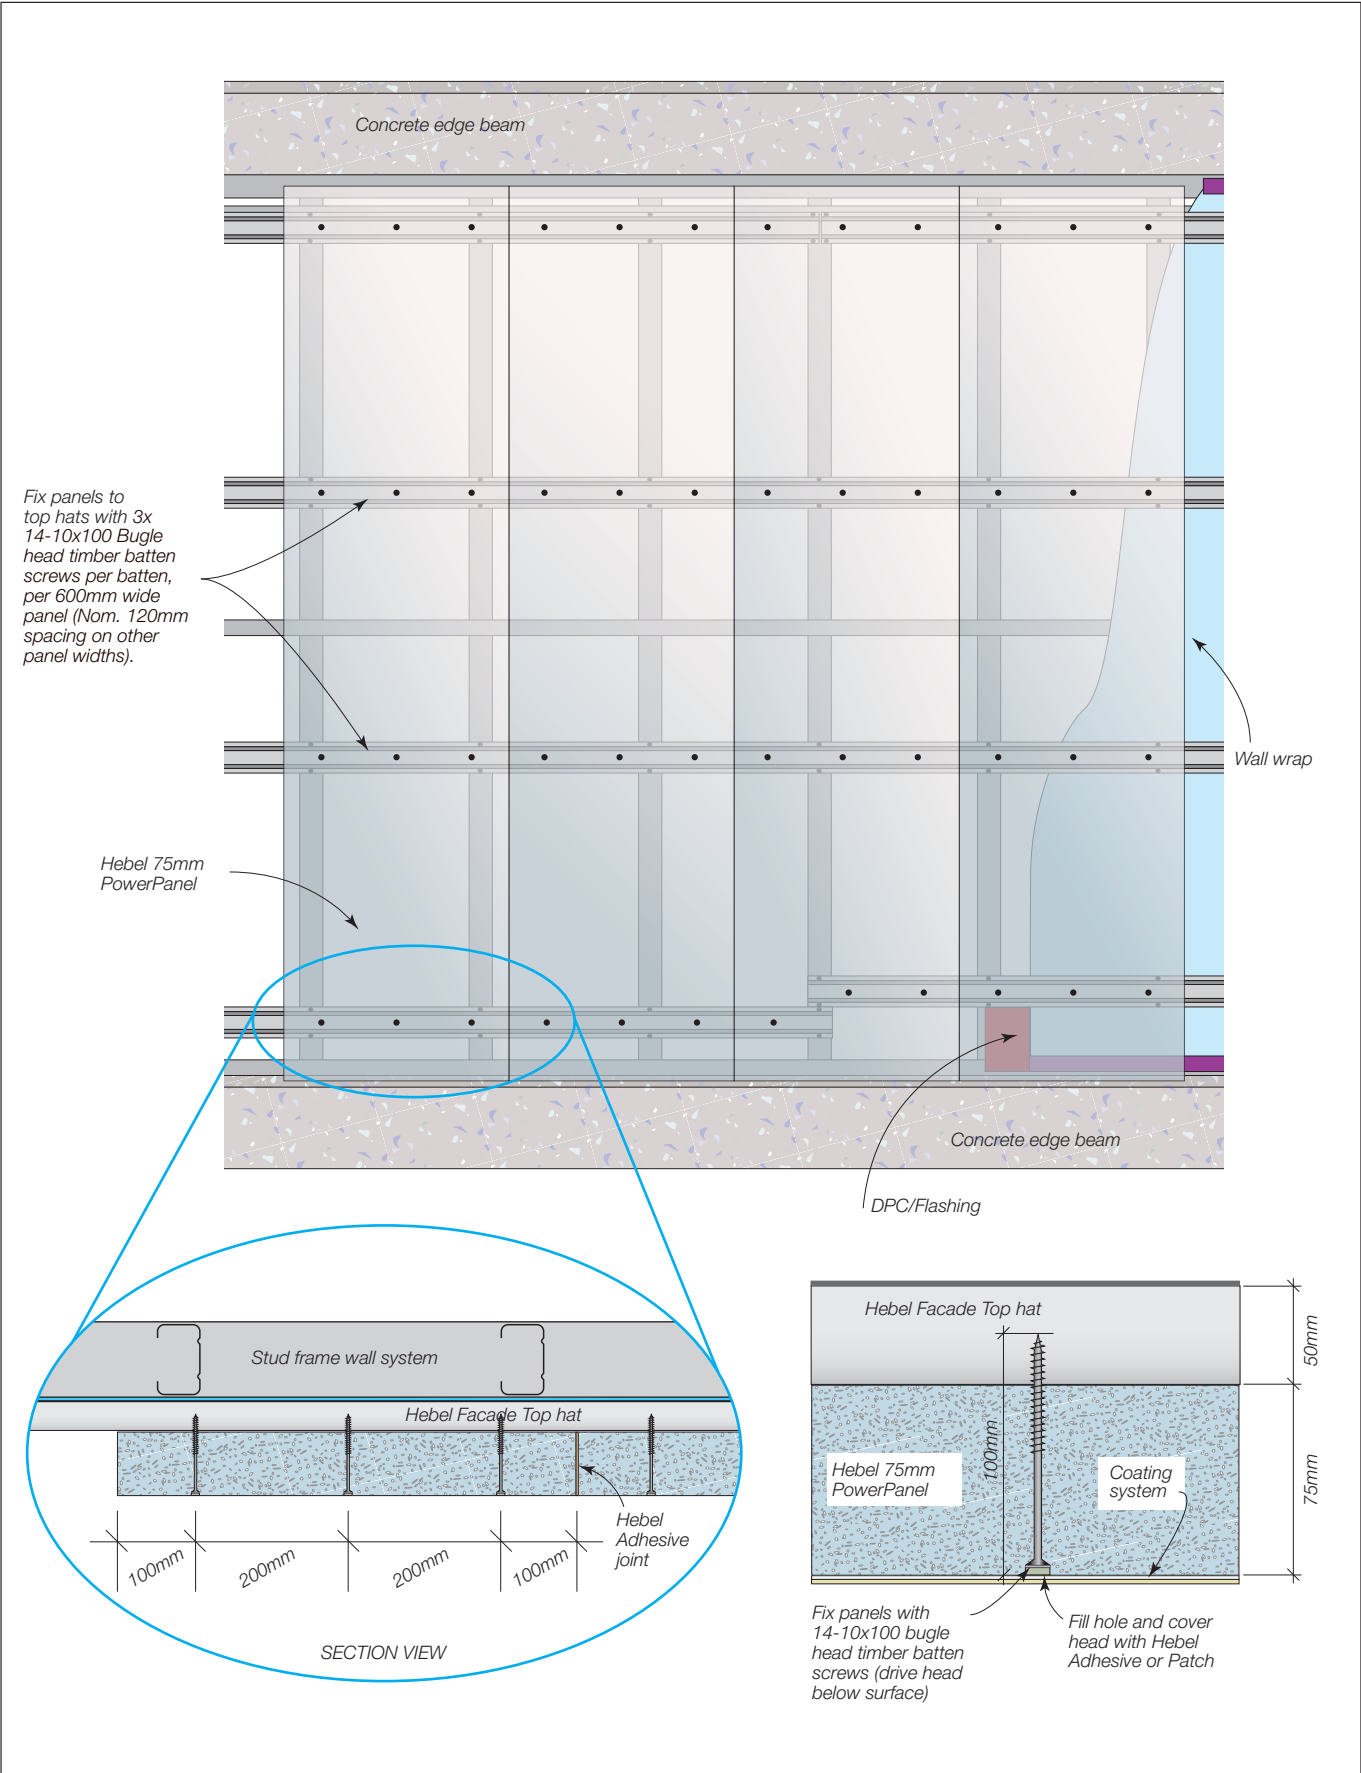 Concrete edge beam
Fix panels to
top hats with 3x
14-10x100 Bugle
head timber batten
screws per batten,
per 600mm wide
panel (Nom. 120mm
spacing on other
panel widths).
Wall wrap
Hebel 75mm
PowerPanel
Concrete edge beam
DPC/Flashing
Stud frame wall system
Hebel Facade Top hat
Hebel
Adhesive
joint
100mm
200mm
200mm
100mm
SECTION VIEW
Hebel Facade Top hat
50mm
100mm
Hebel 75mm
PowerPanel
Coating
system
75mm
Fix panels with
14-10x100 bugle
head timber batten
screws (drive head
below surface)
Fill hole and cover
head with Hebel
Adhesive or Patch